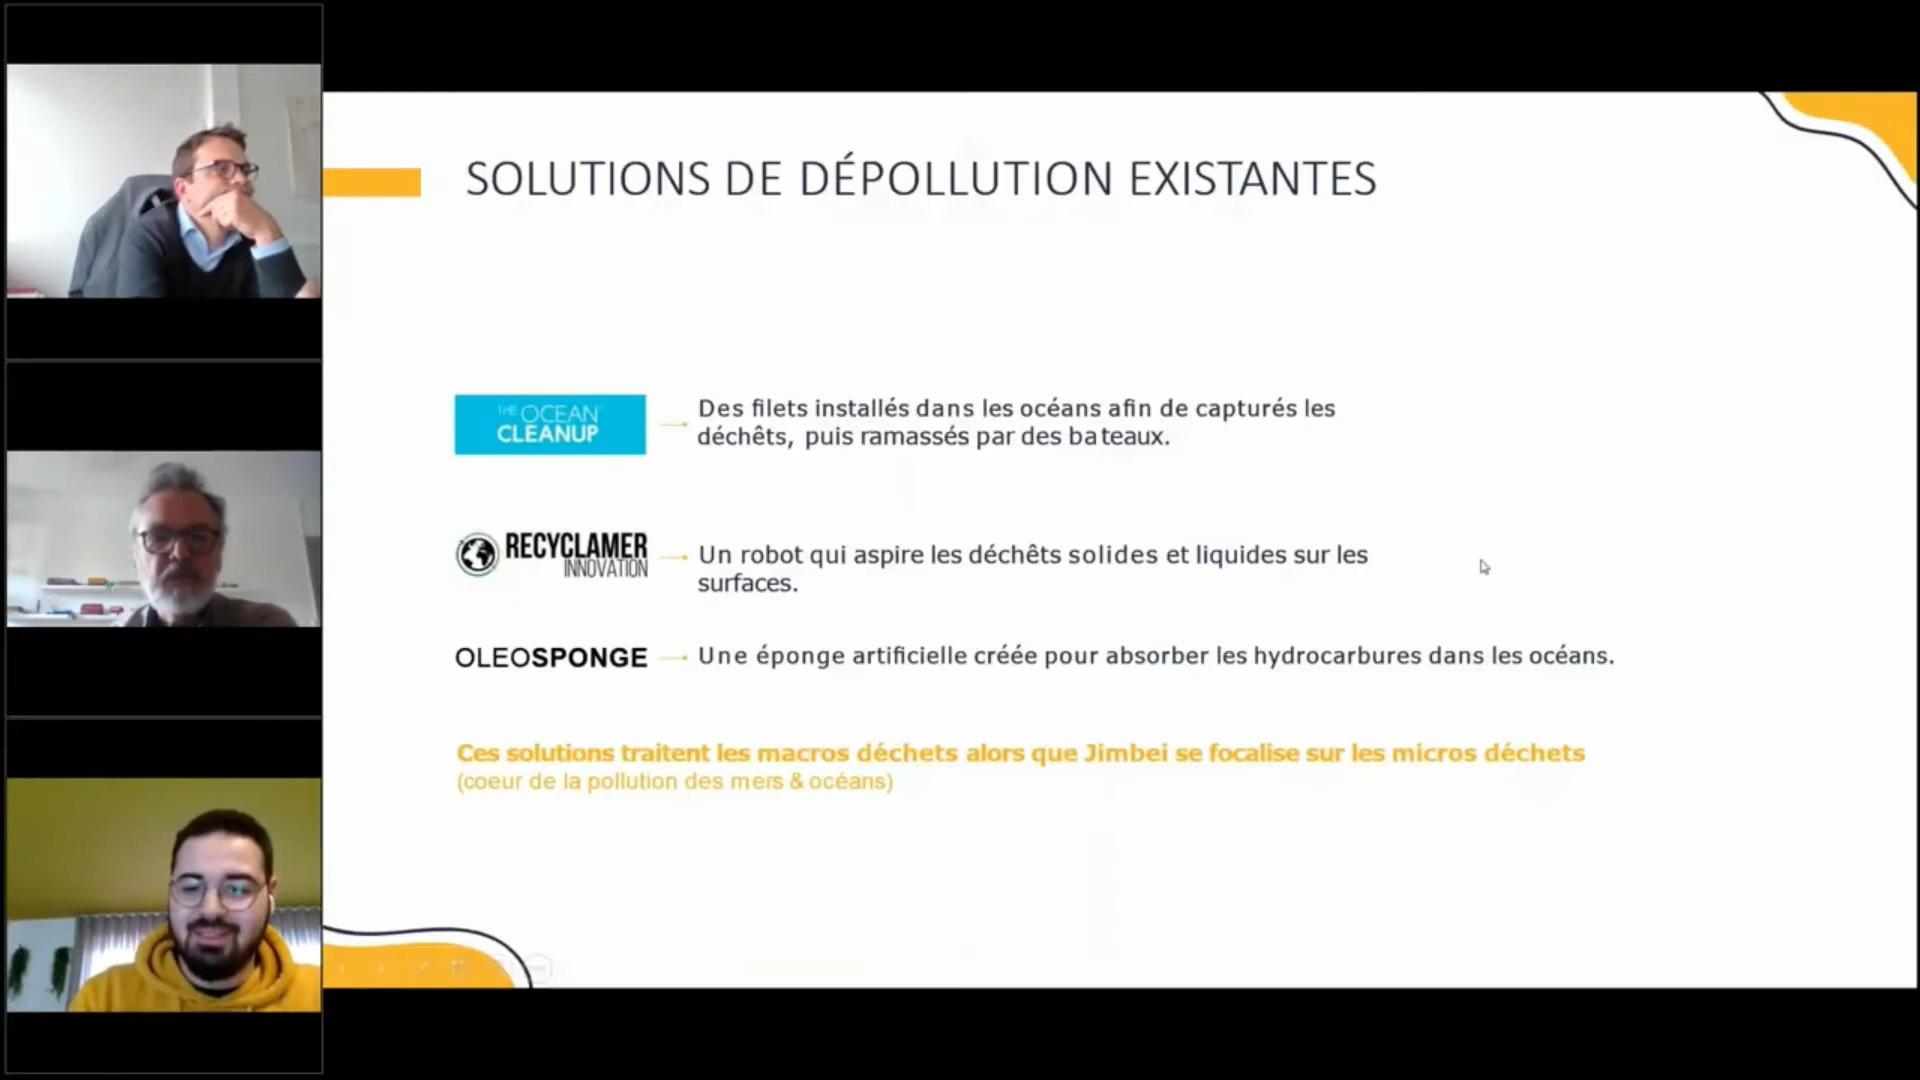 SOLUTIONS DE DÉPOLLUTION EXISTANTES
THE OCEAN
CLEANUP
Des filets installés dans les océans afin de capturés les
déchêts, puis ramassés par des bateaux.
RECYCLAMER
INNOVATION
Un robot qui aspire les déchêts solides et liquides sur les
surfaces.
OLEOSPONGE
Une éponge artificielle créée pour absorber les hydrocarbures dans les océans.
Ces solutions traitent les macros déchets alors que Jimbei se focalise sur les micros déchets
(coeur de la pollution des mers & océans)